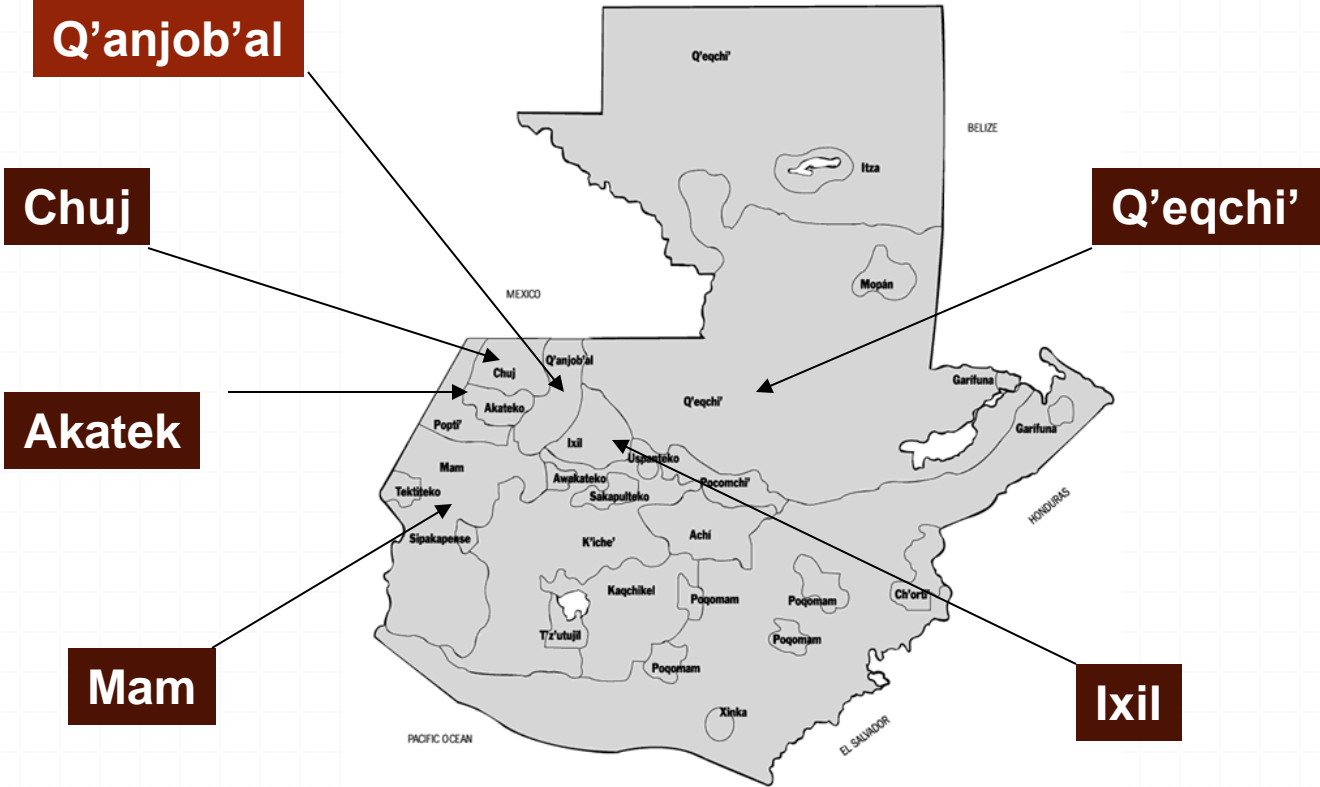 Q’anjob’al
Q’eqchi’
BELIZE
Itza
Chuj
Q’eqchi’
Mopán
MEXICO
Q’anjob’al
Chuj
Garífuna
Akateko
Q’eqchi’
Akatek
Popti’
Garífuna
Ixil
Uspanteko
Mam
Awakateko
Pocomchi’
Tektiteko
Sakapulteko
HONDURAS
Sipakapense
K’iche’
Achí
Kaqchikel
Poqomam
Poqomam
Ch’orti’
T’z’utujil
Poqomam
Poqomam
Mam
Ixil
Xinka
PACIFIC OCEAN
EL SALVADOR